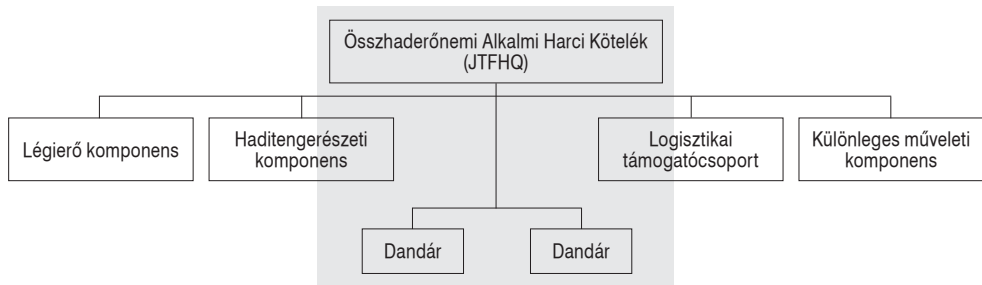 Összhaderőnemi Alkalmi Harci Kötelék
(JTFHQ)
Légierő komponens
Haditengerészeti
komponens
Logisztikai
támogatócsoport
Különleges műveleti
komponens
Dandár
Dandár